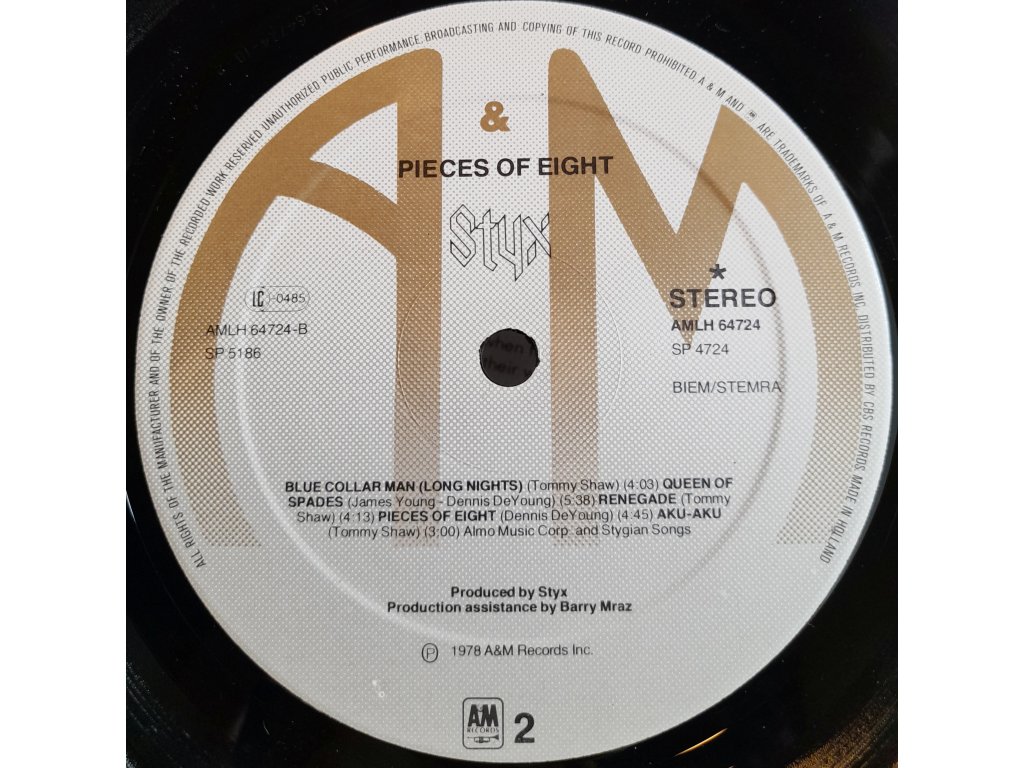 ALL RIGHTS OF THE MANUFACTURER AND OF THE OWNER OF THE RECORDED WORK RESERVED. UNAUTHORIZED PUBLIC PERFORMANCE. BROADCASTING AND COPYING OF THIS RECORD PROHIBITED. A & M AND ARE TRADEMARKS OF A & M RECORDS INC. DISTRIBUTED BY CBS RECORDS. MADE IN HOLLAND
A & M
PIECES OF EIGHT
Styx
LC -0485
AMLH 64724-B
SP 5186
*
STEREO
AMLH 64724
SP 4724
BIEM/STEMRA
when
their
BLUE COLLAR MAN (LONG NIGHTS) (Tommy Shaw) (4:03) QUEEN OF
SPADES (James Young - Dennis DeYoung) (5:38) RENEGADE (Tommy
Shaw) (4:13) PIECES OF EIGHT (Dennis DeYoung) (4:45) AKU-AKU
(Tommy Shaw) (3:00) Almo Music Corp. and Stygian Songs
Produced by Styx
Production assistance by Barry Mraz
Ⓟ 1978 A&M Records Inc.
A&M
RECORDS
2